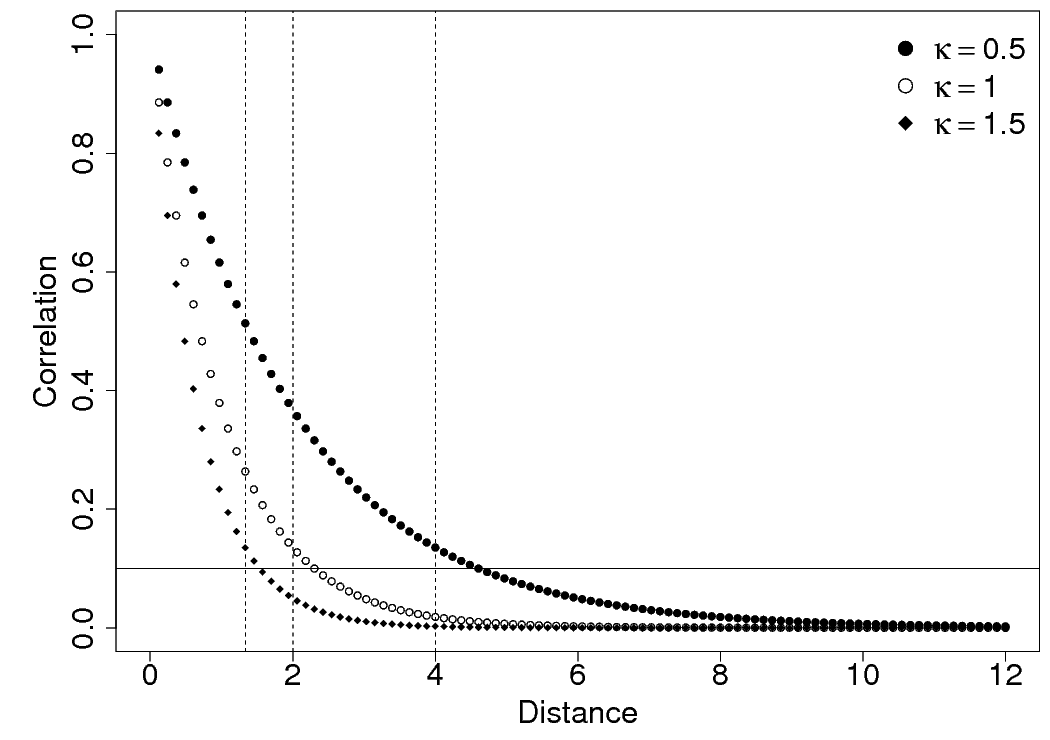 κ = 0.5
κ = 1
κ = 1.5
Correlation
1.0
0.8
0.6
0.4
0.2
0.0
0 2 4 6 8 10 12
Distance